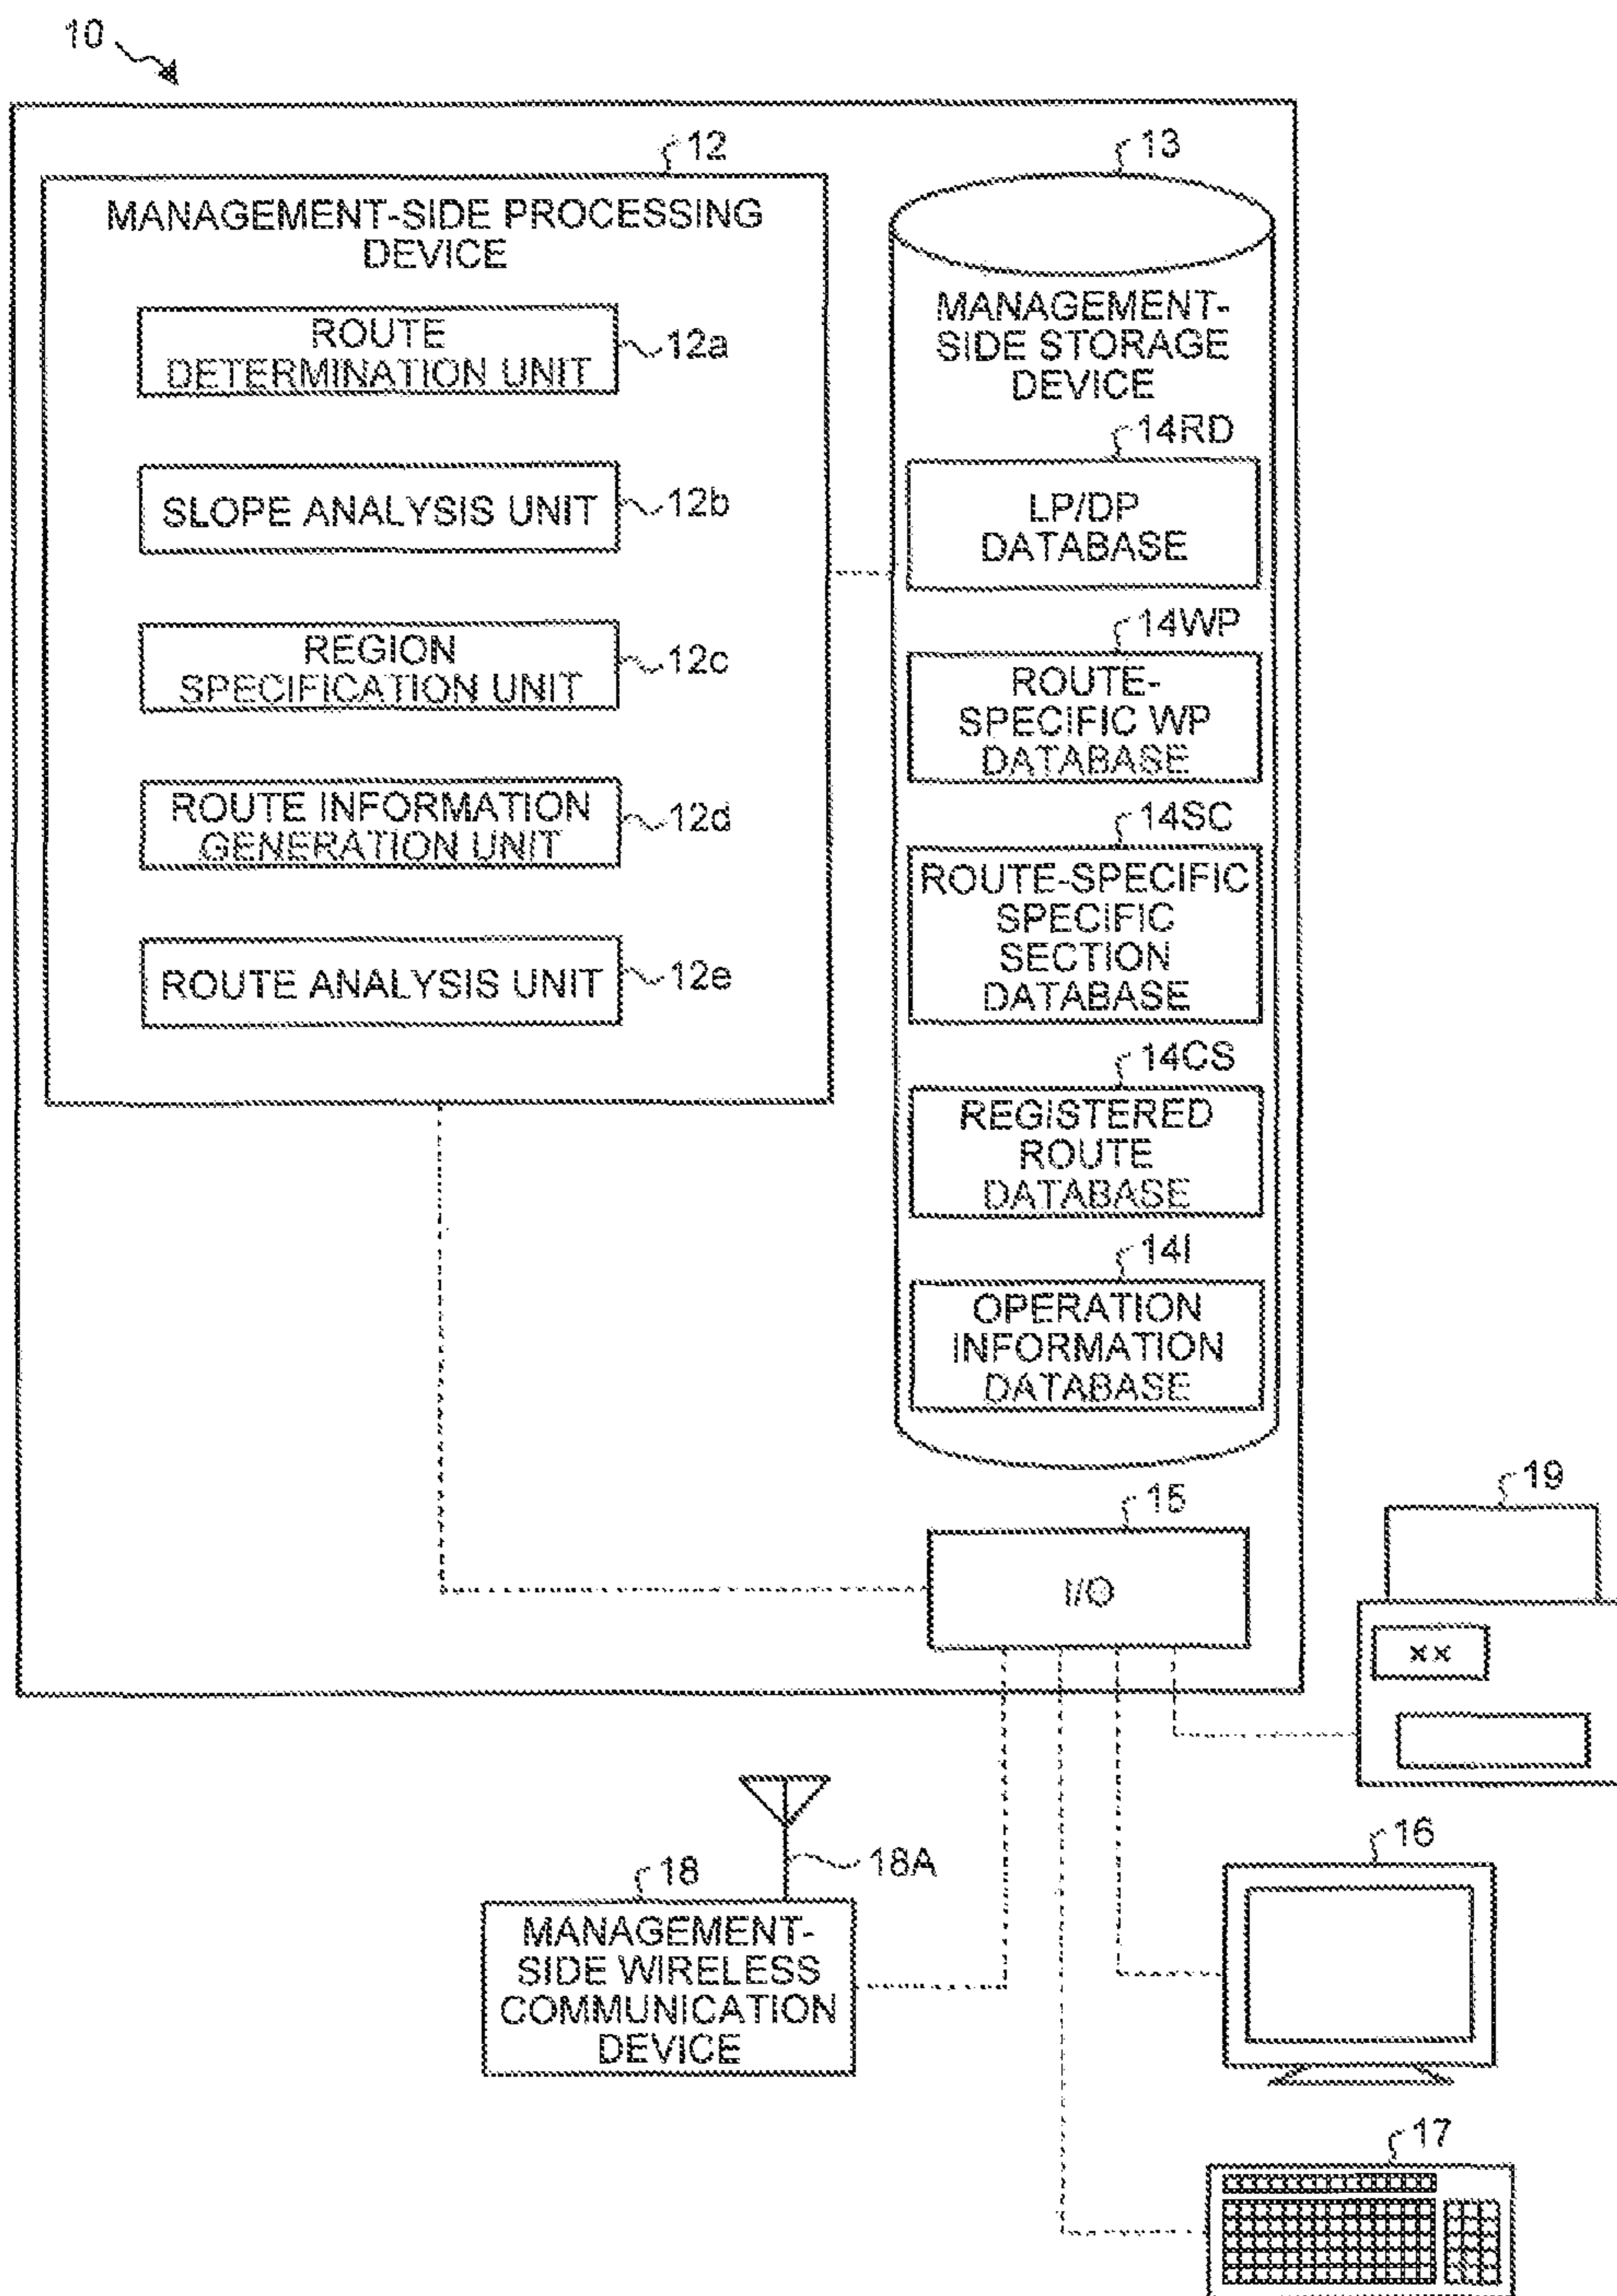 10
12
MANAGEMENT-SIDE PROCESSING
DEVICE
ROUTE
DETERMINATION UNIT
12a
SLOPE ANALYSIS UNIT
12b
REGION
SPECIFICATION UNIT
12c
ROUTE INFORMATION
GENERATION UNIT
12d
ROUTE ANALYSIS UNIT
12e
13
MANAGEMENT-
SIDE STORAGE
DEVICE
14RD
LP/DP
DATABASE
14WP
ROUTE-
SPECIFIC WP
DATABASE
14SC
ROUTE-SPECIFIC
SPECIFIC
SECTION
DATABASE
14CS
REGISTERED
ROUTE
DATABASE
14I
OPERATION
INFORMATION
DATABASE
15
I/O
19
××
18
18A
MANAGEMENT-
SIDE WIRELESS
COMMUNICATION
DEVICE
16
17